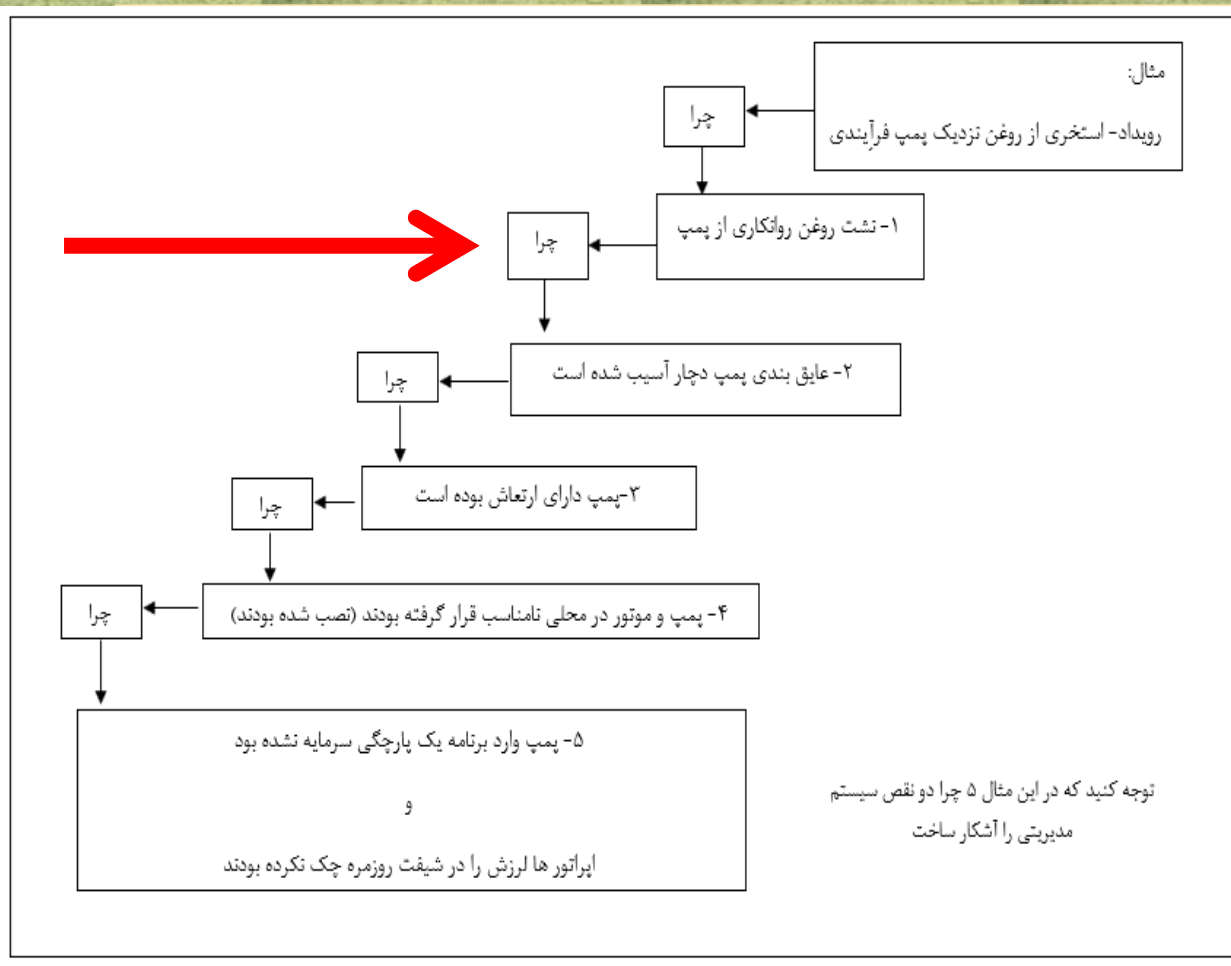 مثال:
رویداد- استخری از روغن نزدیک پمپ فرآیندی
چرا
۱- نشت روغن روانکاری از پمپ
چرا
۲- عایق بندی پمپ دچار آسیب شده است
چرا
۳-پمپ دارای ارتعاش بوده است
چرا
۴- پمپ و موتور در محلی نامناسب قرار گرفته بودند (نصب شده بودند)
چرا
۵- پمپ وارد برنامه یک پارچگی سرمایه نشده بود
و
اپراتور ها لرزش را در شیفت روزمره چک نکرده بودند
توجه کنید که در این مثال ۵ چرا دو نقص سیستم
مدیریتی را آشکار ساخت